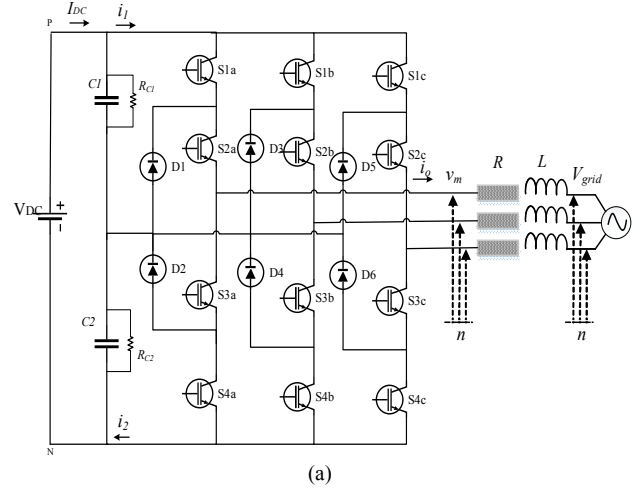 I_DC i_1
P
S1a S1b S1c
C1 R_C1
S2a S2b S2c
D1 D3 D5
i_o v_m R L V_grid
V_DC + −
D2 D4 D6
S3a S3b S3c
C2 R_C2
n n
S4a S4b S4c
i_2
N
(a)